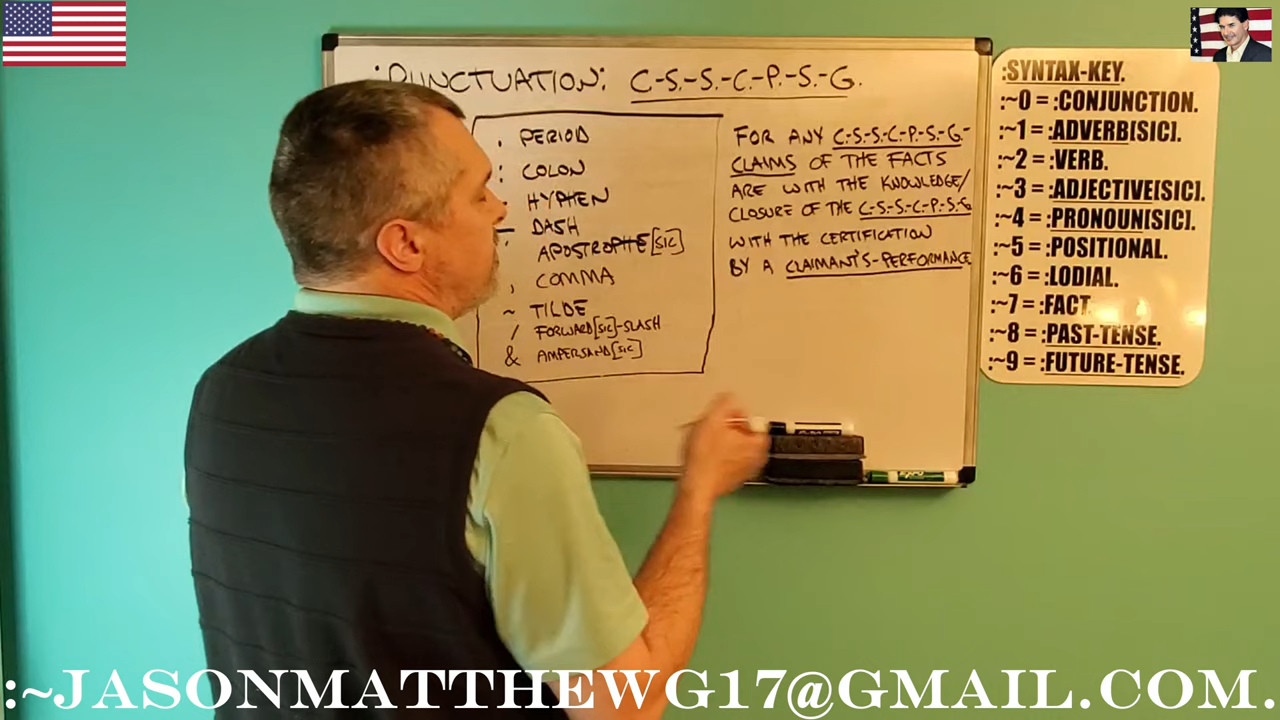 :PUNCTUATION: C.-S.-S.-C.-P.-S.-G.
. PERIOD
: COLON
- HYPHEN
— DASH
' APOSTROPHE[SIC]
, COMMA
~ TILDE
/ FORWARD[SIC]-SLASH
& AMPERSAND[SIC]
FOR ANY C.-S.-S.-C.-P.-S.-G.-
CLAIMS OF THE FACTS
ARE WITH THE KNOWLEDGE/
CLOSURE OF THE C.-S.-S.-C.-P.-S.-G.
WITH THE CERTIFICATION
BY A CLAIMANT'S-PERFORMANCE
:SYNTAX-KEY.
:~0 = :CONJUNCTION.
:~1 = :ADVERB[SIC].
:~2 = :VERB.
:~3 = :ADJECTIVE[SIC].
:~4 = :PRONOUN[SIC].
:~5 = :POSITIONAL.
:~6 = :LODIAL.
:~7 = :FACT.
:~8 = :PAST-TENSE.
:~9 = :FUTURE-TENSE.
:~JASONMATTHEWG17@GMAIL.COM.